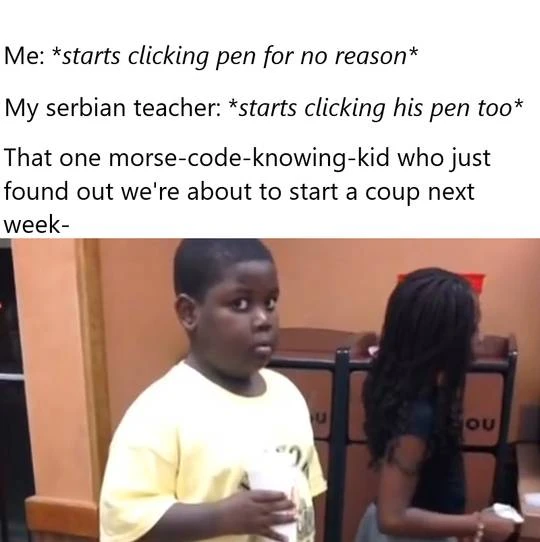 Me: *starts clicking pen for no reason*
My serbian teacher: *starts clicking his pen too*
That one morse-code-knowing-kid who just
found out we're about to start a coup next
week-
OU